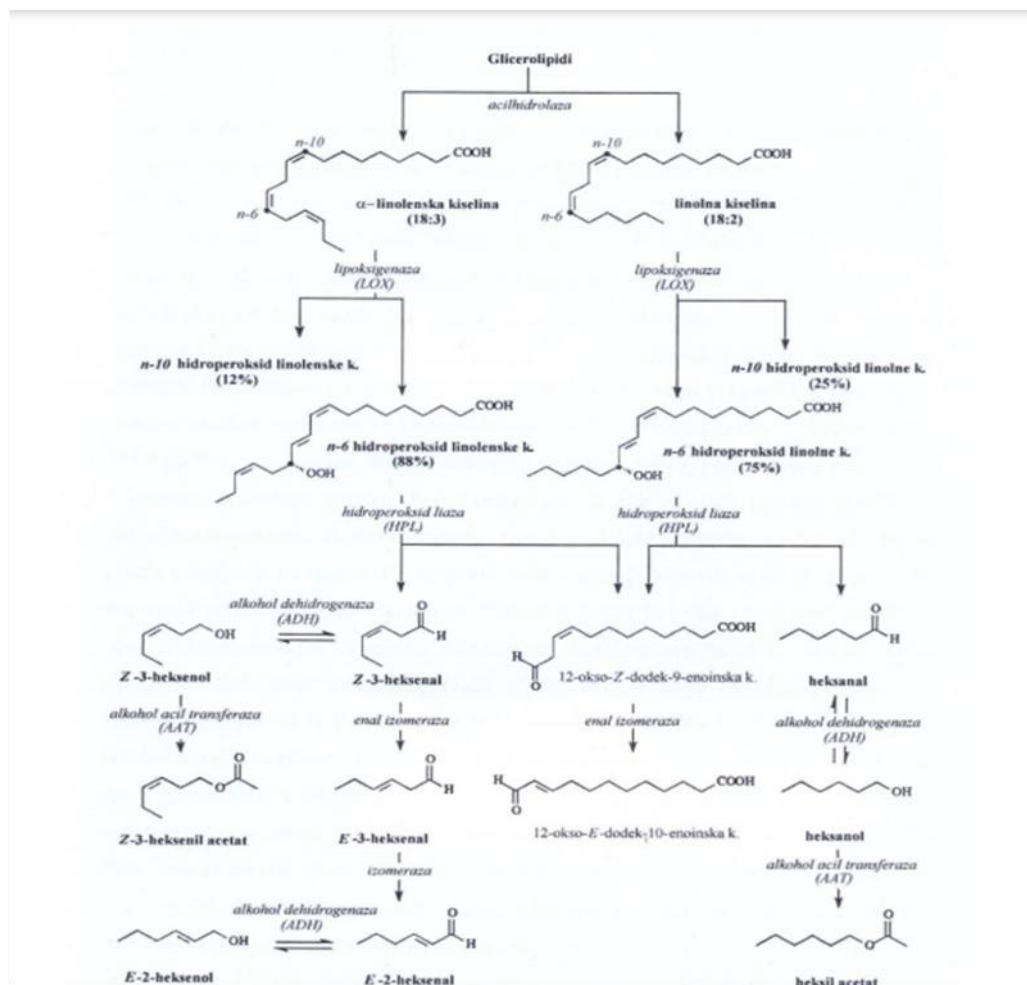 Glicerolipidi
acilhidrolaza
n-10
COOH
n-6
α–linolenska kiselina
(18:3)
n-10
COOH
n-6
linolna kiselina
(18:2)
lipoksigenaza
(LOX)
lipoksigenaza
(LOX)
n-10 hidroperoksid linolenske k.
(12%)
n-10 hidroperoksid linolne k.
(25%)
COOH
n-6 hidroperoksid linolenske k.
(88%)
OOH
COOH
n-6 hidroperoksid linolne k.
(75%)
OOH
hidroperoksid liaza
(HPL)
hidroperoksid liaza
(HPL)
alkohol dehidrogenaza
(ADH)
OH
Z-3-heksenol
O
H
Z-3-heksenal
COOH
H
O
12-okso-Z-dodek-9-enoinska k.
O
H
heksanal
alkohol acil transferaza
(AAT)
enal izomeraza
enal izomeraza
alkohol dehidrogenaza
(ADH)
O
O
Z-3-heksenil acetat
O
H
E-3-heksenal
H
O
COOH
12-okso-E-dodek-10-enoinska k.
OH
heksanol
izomeraza
alkohol acil transferaza
(AAT)
alkohol dehidrogenaza
(ADH)
OH
E-2-heksenol
O
H
E-2-heksenal
O
O
heksil acetat